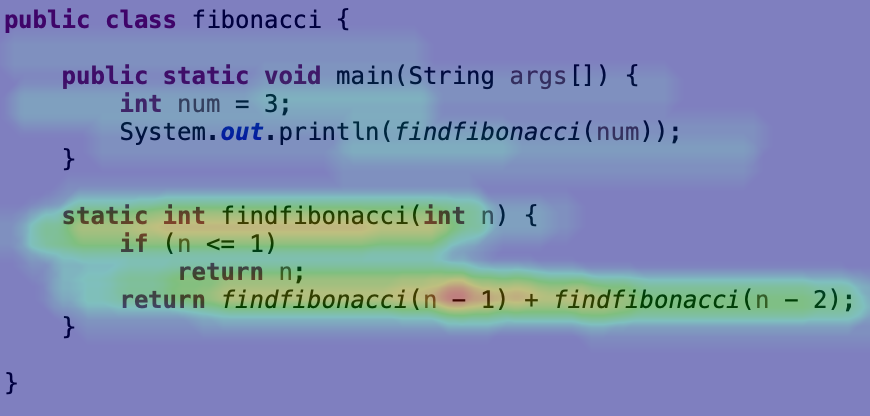 public class fibonacci {
public static void main(String args[]) {
int num = 3;
System.out.println(findfibonacci(num));
}
static int findfibonacci(int n) {
if (n <= 1)
return n;
return findfibonacci(n - 1) + findfibonacci(n - 2);
}
}